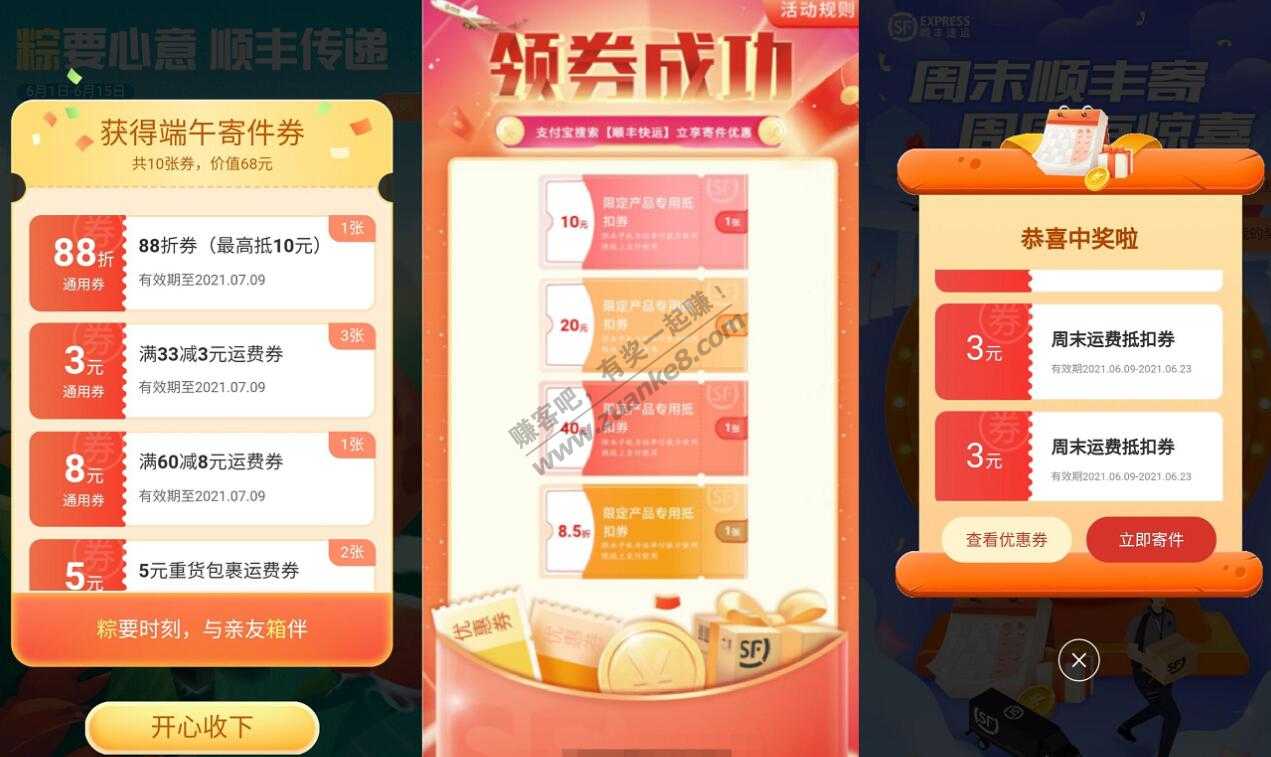 粽要心意 顺丰传递
6月1日-6月15日
获得端午寄件券
共10张券，价值68元
88折
通用券
1张
88折券（最高抵10元）
有效期至2021.07.09
3元
通用券
3张
满33减3元运费券
有效期至2021.07.09
8元
通用券
1张
满60减8元运费券
有效期至2021.07.09
5元
2张
5元重货包裹运费券
粽要时刻，与亲友箱伴
开心收下
活动规则
领券成功
支付宝搜索【顺丰快运】立享寄件优惠
10元
限定产品专用抵
扣券
1张
20元
限定产品专用抵
扣券
40元
限定产品专用抵
扣券
1张
8.5折
限定产品专用抵
扣券
1张
优惠券
优惠券
SF
赚客吧，有奖一起赚！
www.zuanke8.com
SF EXPRESS
顺丰速运
周末顺丰寄
恭喜中奖啦
3元
周末运费抵扣券
有效期2021.06.09-2021.06.23
3元
周末运费抵扣券
有效期2021.06.09-2021.06.23
查看优惠券
立即寄件
SF